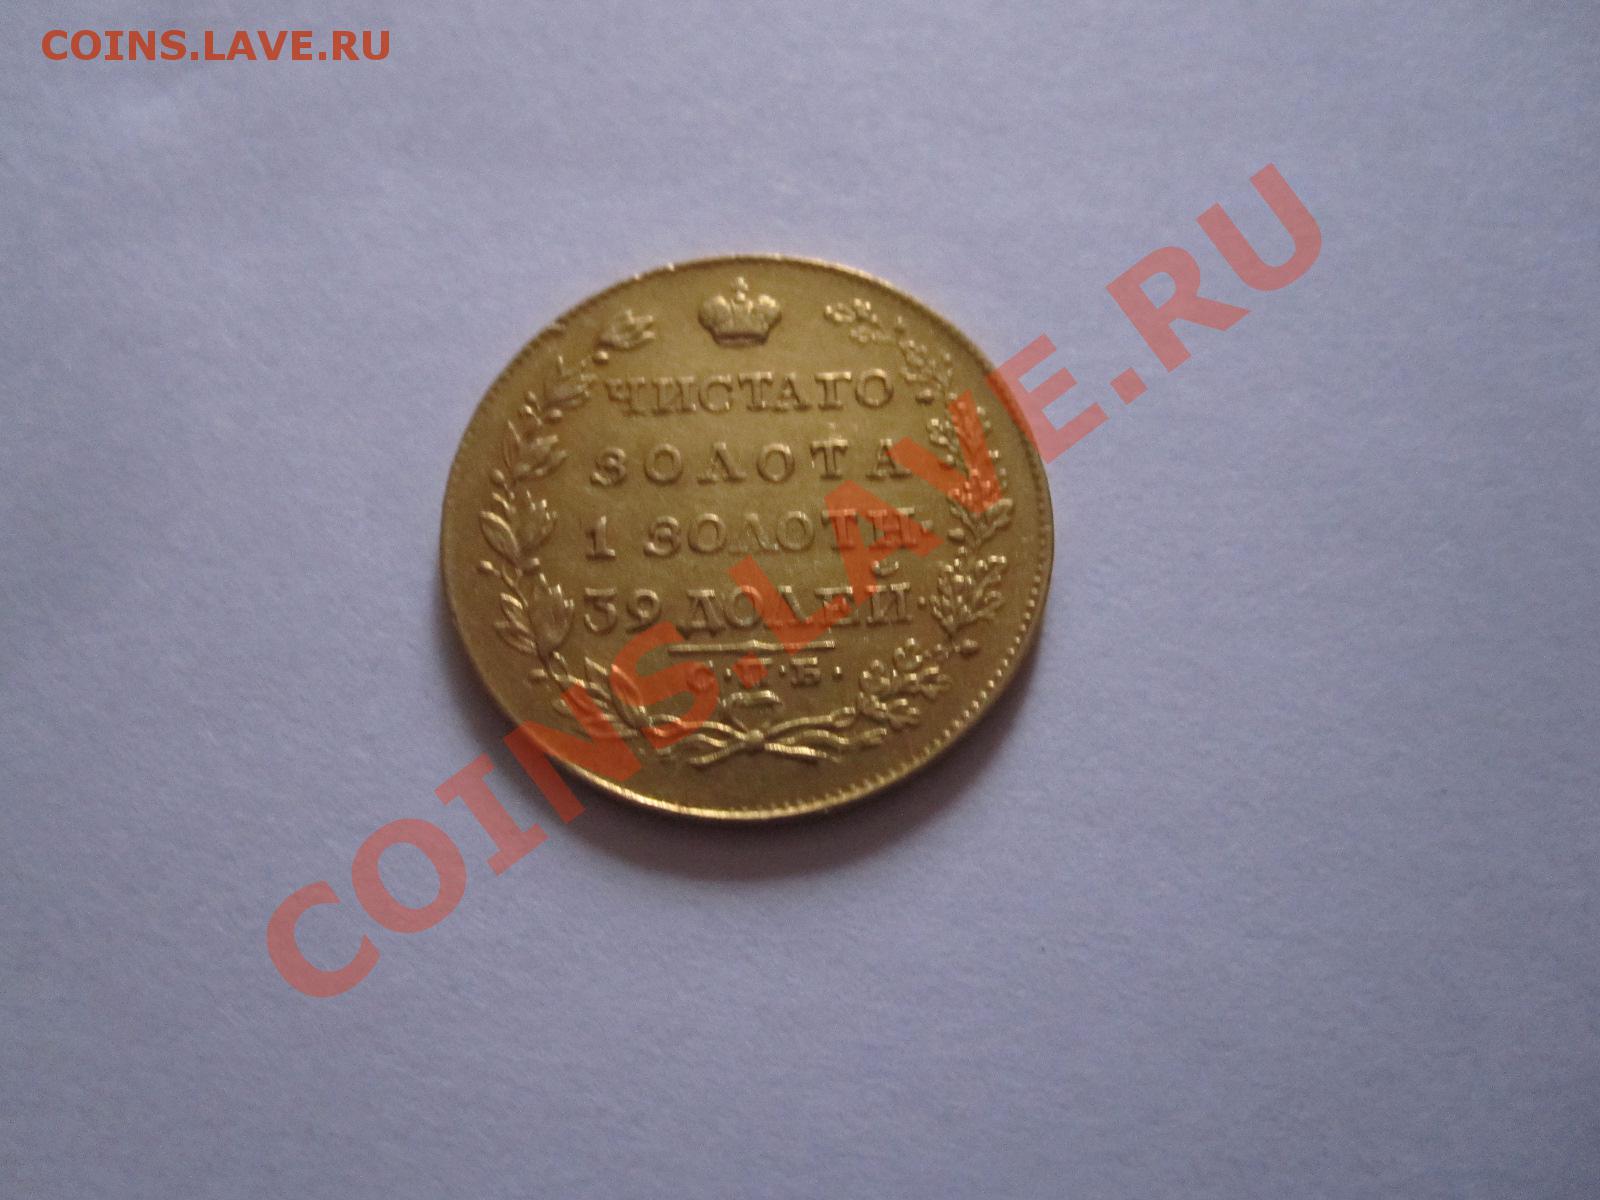 COINS.LAVE.RU
ЧИСТАГО
ЗОЛОТА
1 ЗОЛОТН·
39 ДОЛЕЙ·
С·П·Б·
COINS.LAVE.RU